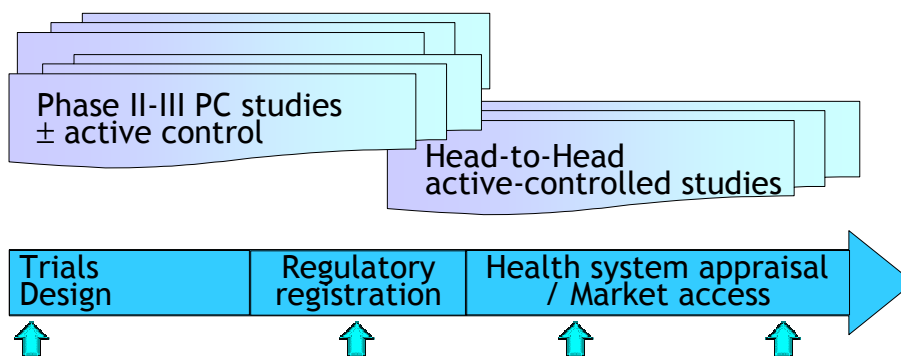 Phase II-III PC studies
± active control
Head-to-Head
active-controlled studies
Trials
Design
Regulatory
registration
Health system appraisal
/ Market access